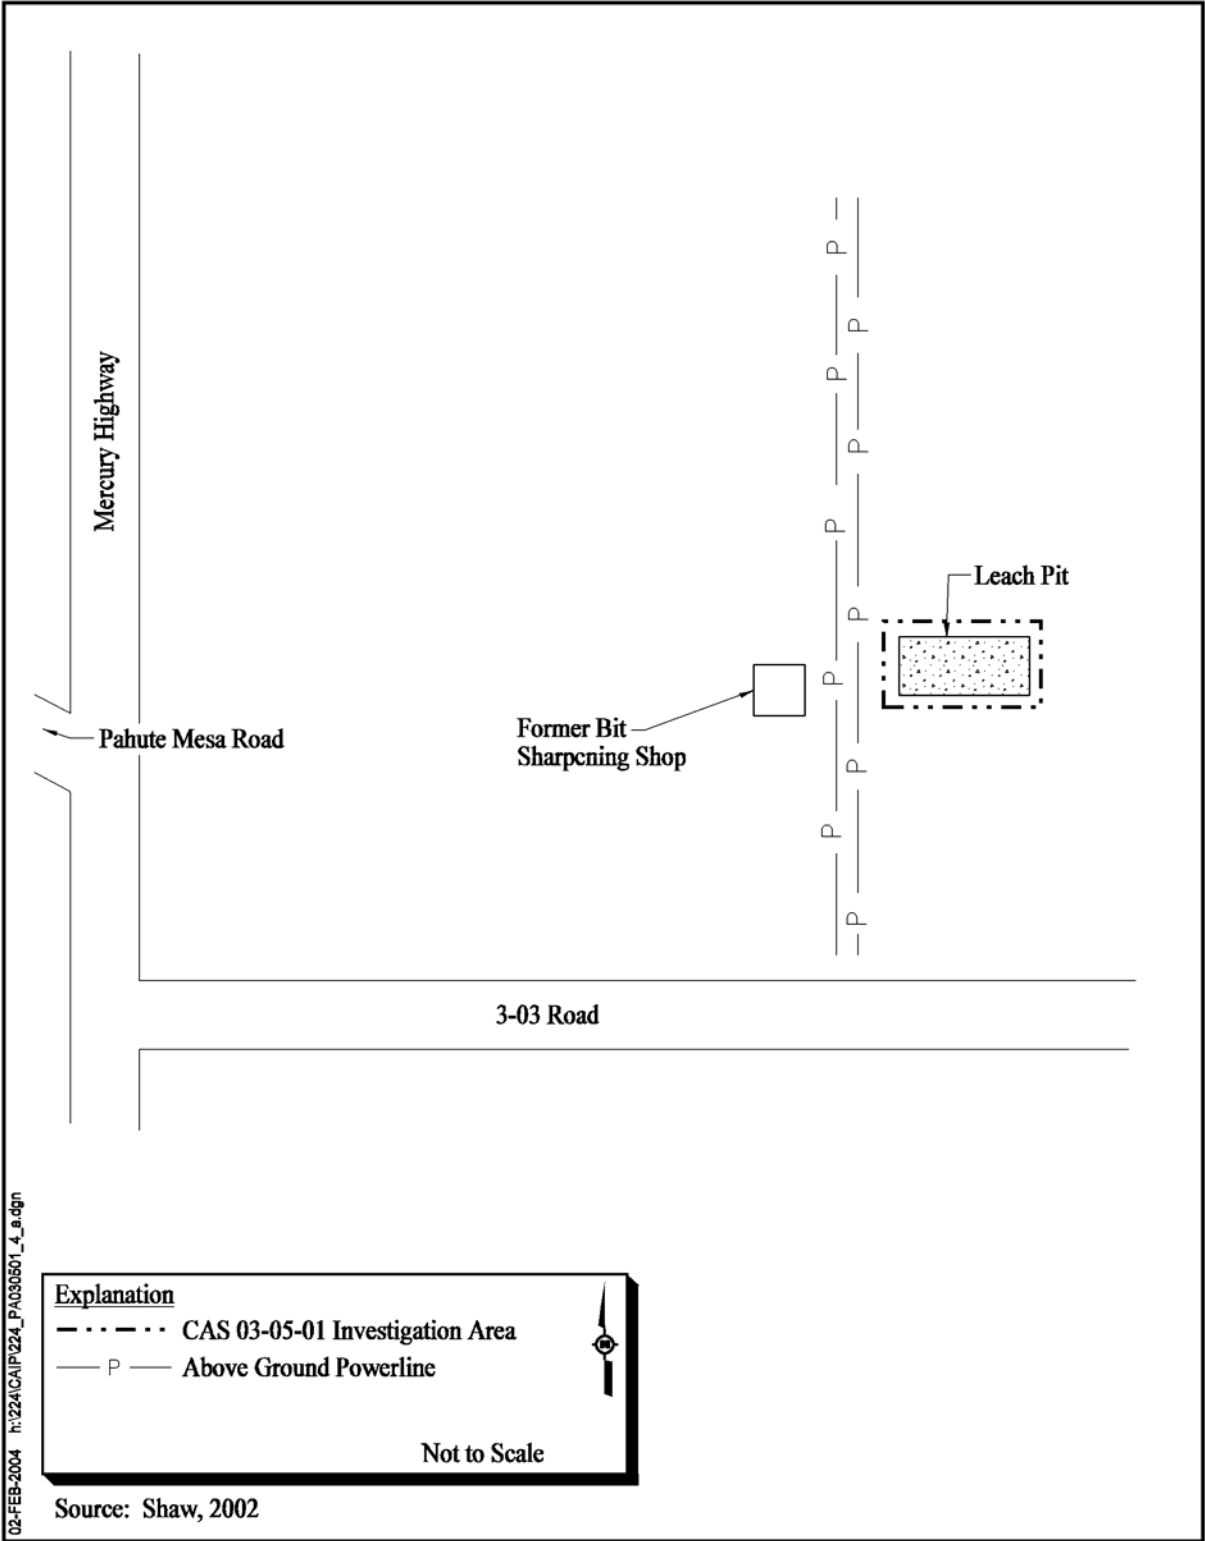 Mercury Highway
P
P
P
P
P
P
Leach Pit
P
P
Former Bit
Sharpening Shop
Pahute Mesa Road
P
P
P
3-03 Road
Explanation
CAS 03-05-01 Investigation Area
P Above Ground Powerline
N
Not to Scale
Source: Shaw, 2002
02-FEB-2004 h:\224\CAIP\224_PA030501_4_a.dgn